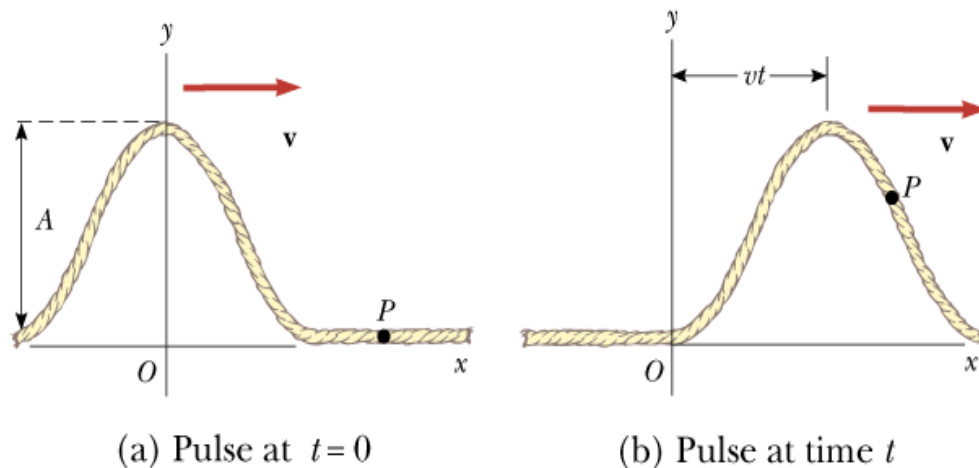 y
v
A
P
O
x
(a) Pulse at t = 0
y
vt
v
P
O
x
(b) Pulse at time t